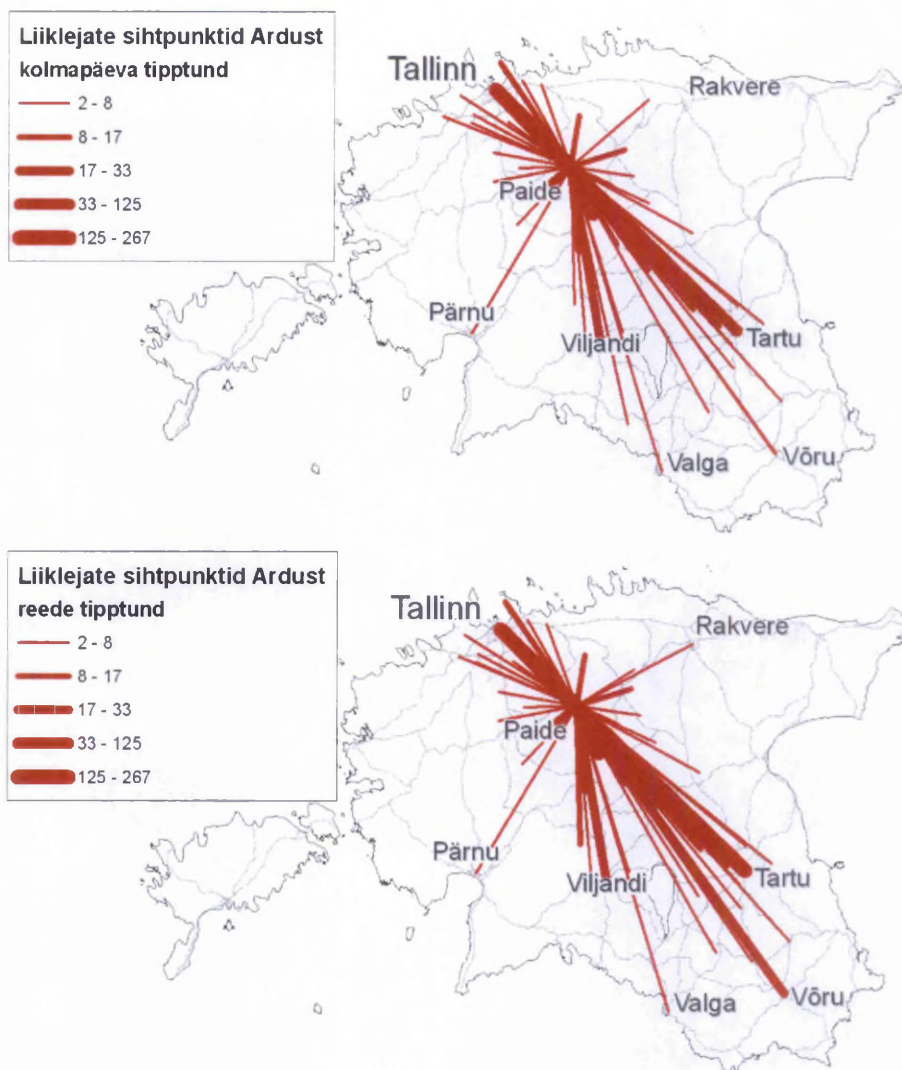 Liiklejate sihtpunktid Ardust
kolmapäeva tipptund
2 - 8
8 - 17
17 - 33
33 - 125
125 - 267
Tallinn
Rakvere
Paide
Pärnu
Viljandi
Tartu
Valga
Võru
Liiklejate sihtpunktid Ardust
reede tipptund
2 - 8
8 - 17
17 - 33
33 - 125
125 - 267
Tallinn
Rakvere
Paide
Pärnu
Viljandi
Tartu
Valga
Võru